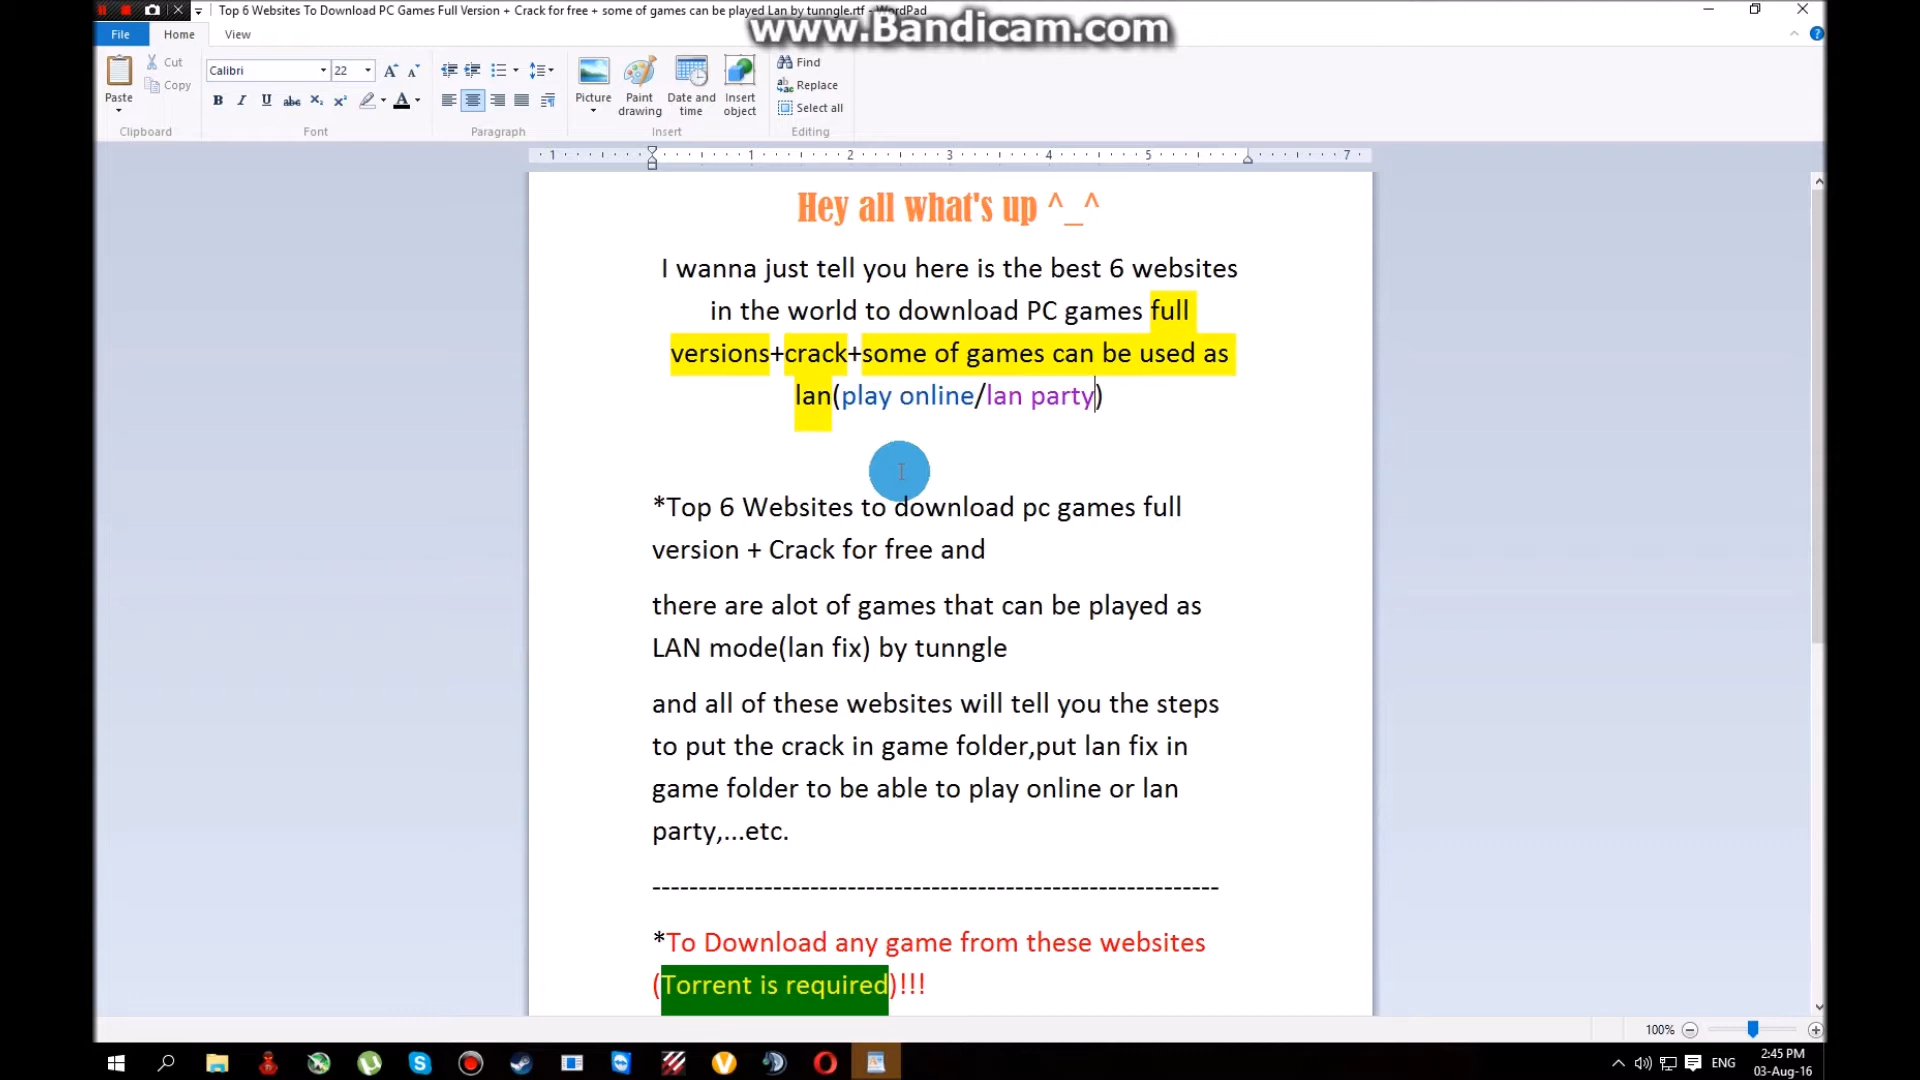 Top 6 Websites To Download PC Games Full Version + Crack for free + some of games can be played Lan by tunngle.rtf - WordPad
www.Bandicam.com
File Home View
Paste
Cut
Copy
Clipboard
Calibri 22
Font
Paragraph
Picture
Paint drawing
Date and time
Insert object
Insert
Find
Replace
Select all
Editing
1 1 2 3 4 5 7
Hey all what's up ^_^
I wanna just tell you here is the best 6 websites
in the world to download PC games full
versions+crack+some of games can be used as
lan(play online/lan party)
*Top 6 Websites to download pc games full
version + Crack for free and
there are alot of games that can be played as
LAN mode(lan fix) by tunngle
and all of these websites will tell you the steps
to put the crack in game folder,put lan fix in
game folder to be able to play online or lan
party,...etc.
-------------------------------------------------------------
*To Download any game from these websites
(Torrent is required)!!!
100%
ENG
2:45 PM
03-Aug-16